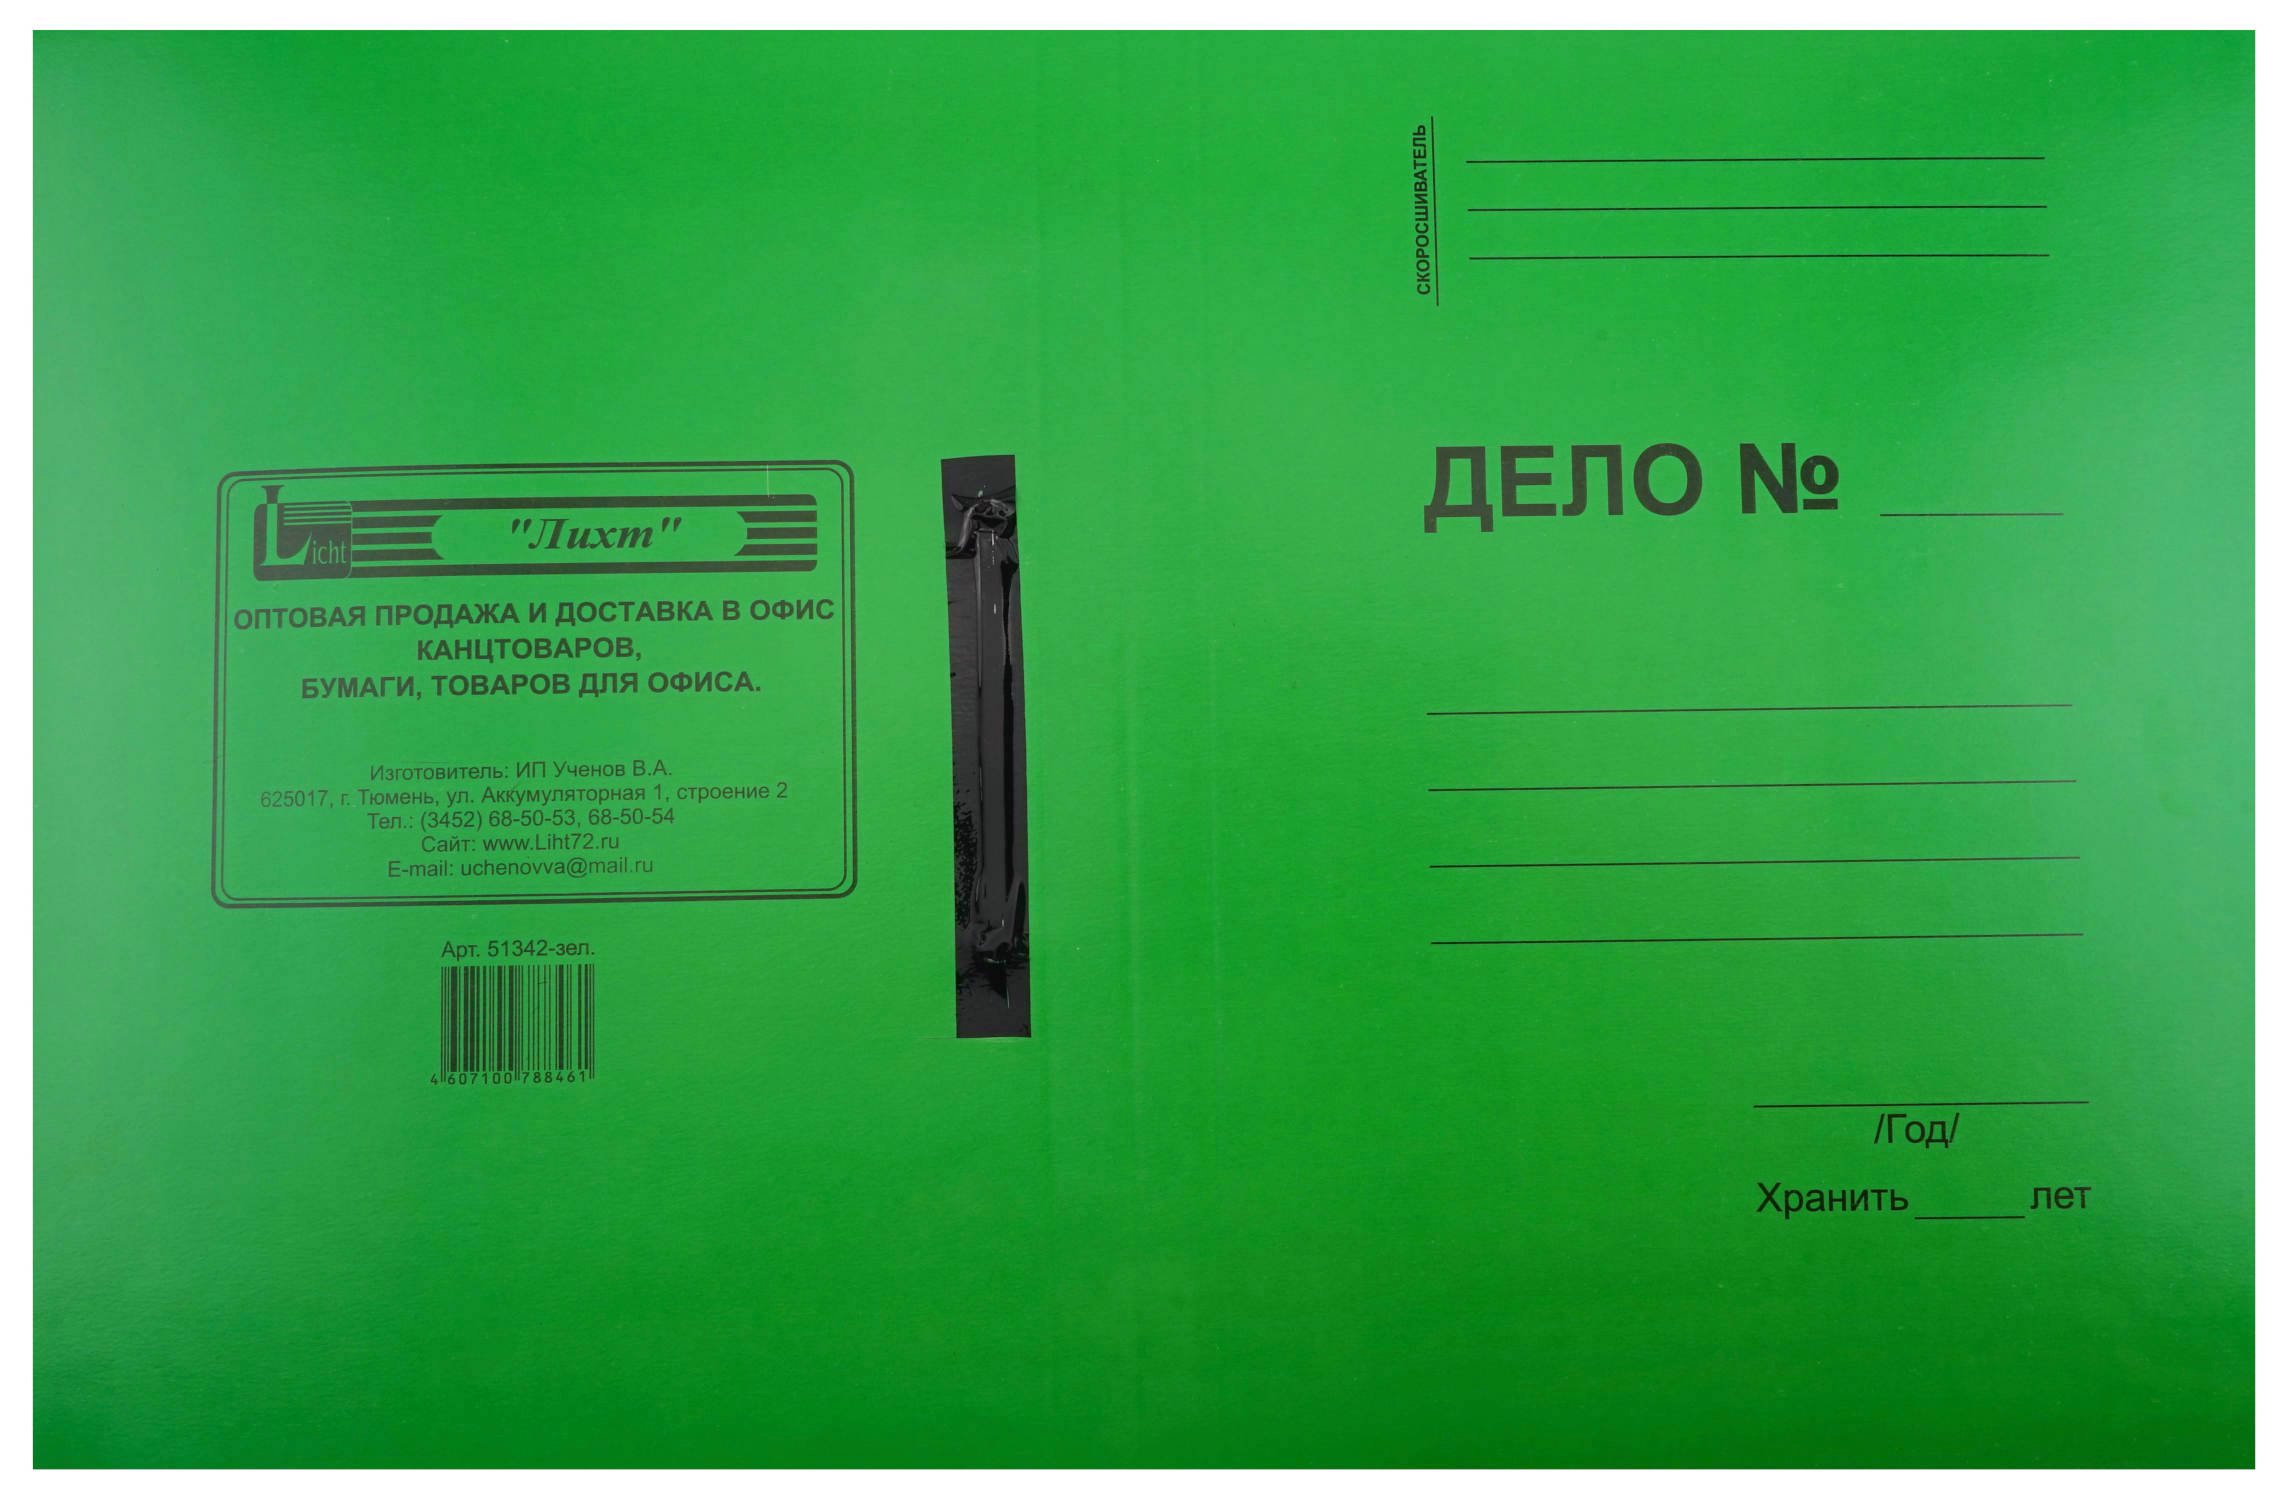 Licht
"Лихт"
ОПТОВАЯ ПРОДАЖА И ДОСТАВКА В ОФИС
КАНЦТОВАРОВ,
БУМАГИ, ТОВАРОВ ДЛЯ ОФИСА.
Изготовитель: ИП Ученов В.А.
625017, г. Тюмень, ул. Аккумуляторная 1, строение 2
Тел.: (3452) 68-50-53, 68-50-54
Сайт: www.Liht72.ru
E-mail: uchenovva@mail.ru
Арт. 51342-зел.
4 607100 788461
СКОРОСШИВАТЕЛЬ
ДЕЛО №
/Год/
Хранить _____ лет